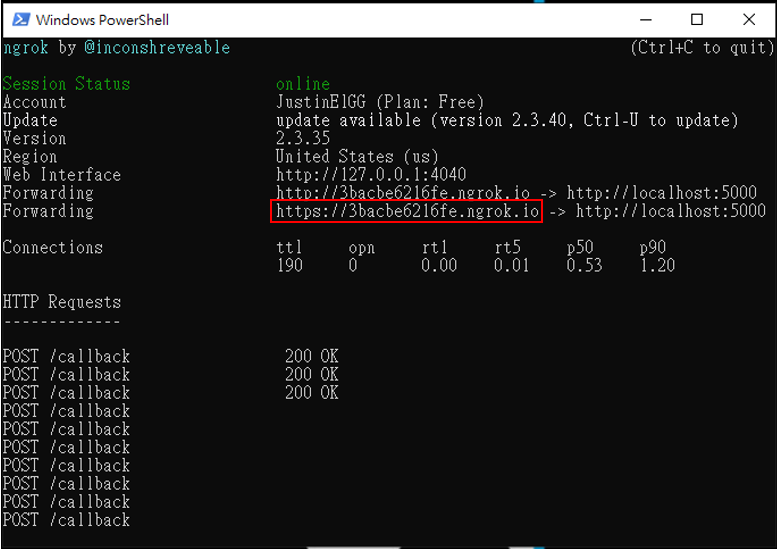 Windows PowerShell
ngrok by @inconshreveable (Ctrl+C to quit)
Session Status online
Account JustinElGG (Plan: Free)
Update update available (version 2.3.40, Ctrl-U to update)
Version 2.3.35
Region United States (us)
Web Interface http://127.0.0.1:4040
Forwarding http://3bacbe6216fe.ngrok.io -> http://localhost:5000
Forwarding https://3bacbe6216fe.ngrok.io -> http://localhost:5000
Connections ttl opn rt1 rt5 p50 p90
190 0 0.00 0.01 0.53 1.20
HTTP Requests
-------------
POST /callback 200 OK
POST /callback 200 OK
POST /callback 200 OK
POST /callback
POST /callback
POST /callback
POST /callback
POST /callback
POST /callback
POST /callback